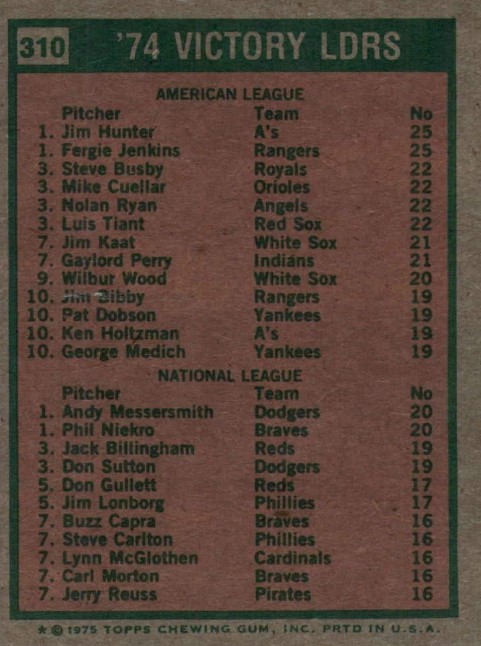 310 '74 VICTORY LDRS
AMERICAN LEAGUE
Pitcher Team No
1. Jim Hunter A's 25
1. Fergie Jenkins Rangers 25
3. Steve Busby Royals 22
3. Mike Cuellar Orioles 22
3. Nolan Ryan Angels 22
3. Luis Tiant Red Sox 22
7. Jim Kaat White Sox 21
7. Gaylord Perry Indians 21
9. Wilbur Wood White Sox 20
10. Jim Bibby Rangers 19
10. Pat Dobson Yankees 19
10. Ken Holtzman A's 19
10. George Medich Yankees 19
NATIONAL LEAGUE
Pitcher Team No
1. Andy Messersmith Dodgers 20
1. Phil Niekro Braves 20
3. Jack Billingham Reds 19
3. Don Sutton Dodgers 19
5. Don Gullett Reds 17
5. Jim Lonborg Phillies 17
7. Buzz Capra Braves 16
7. Steve Carlton Phillies 16
7. Lynn McGlothen Cardinals 16
7. Carl Morton Braves 16
7. Jerry Reuss Pirates 16
★ © 1975 TOPPS CHEWING GUM, INC. PRTD IN U.S.A.